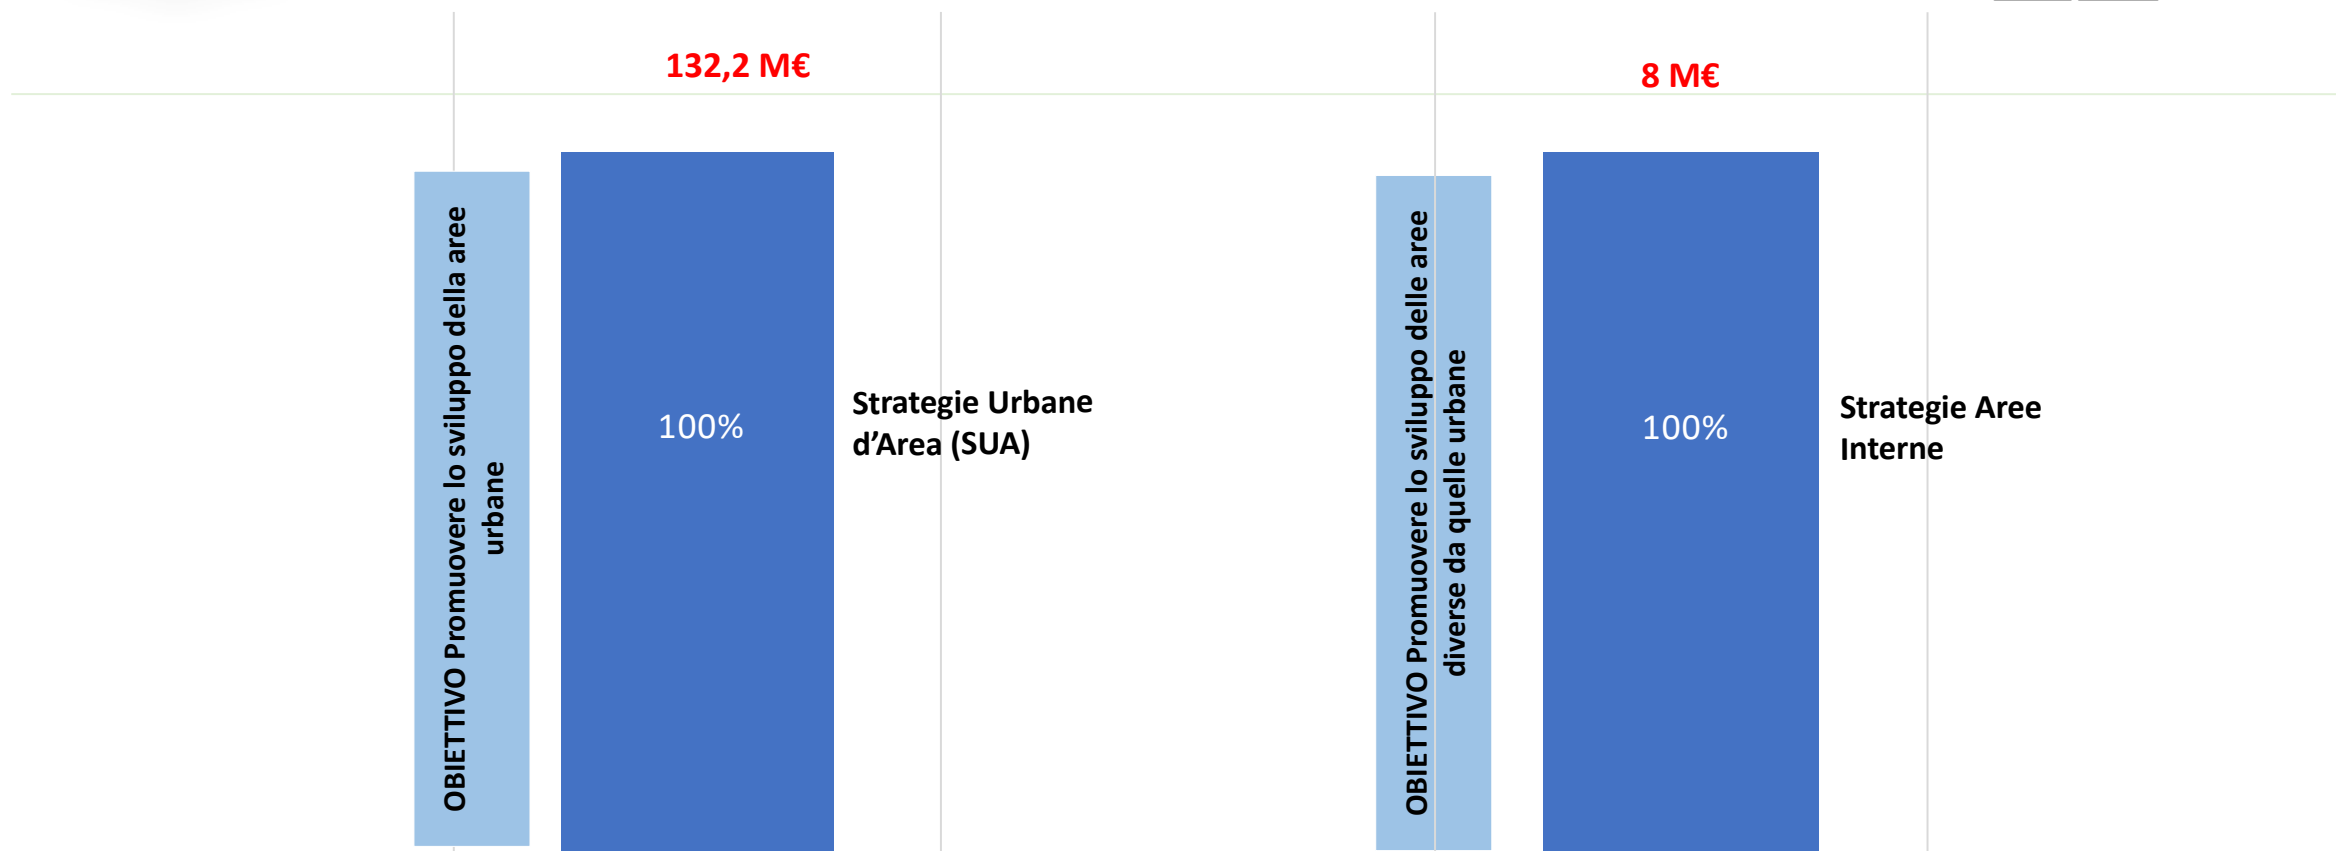 132,2 M€
OBIETTIVO Promuovere lo sviluppo della aree
urbane
100%
Strategie Urbane
d’Area (SUA)
8 M€
OBIETTIVO Promuovere lo sviluppo delle aree
diverse da quelle urbane
100%
Strategie Aree
Interne